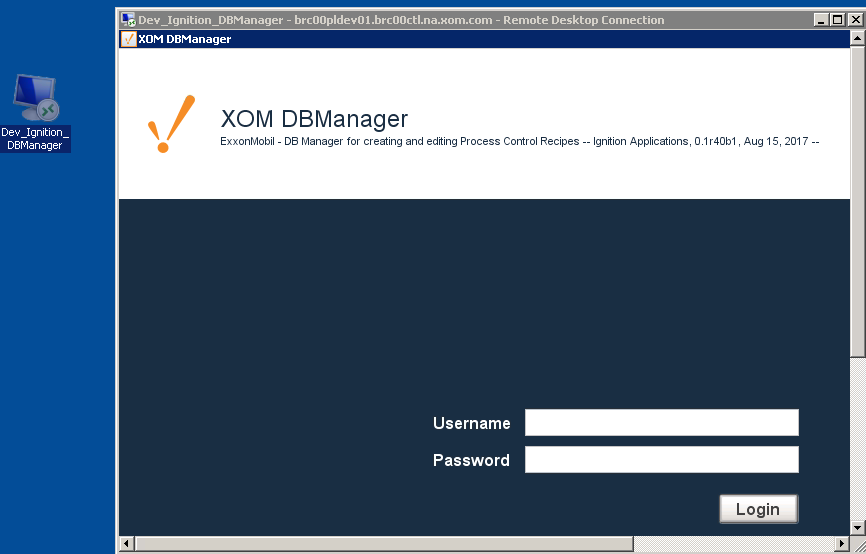 Dev_Ignition_DBManager - brc00pldev01.brc00ctl.na.xom.com - Remote Desktop Connection
XOM DBManager
Dev_Ignition_
DBManager
XOM DBManager
ExxonMobil - DB Manager for creating and editing Process Control Recipes -- Ignition Applications, 0.1r40b1, Aug 15, 2017 --
Username
Password
Login